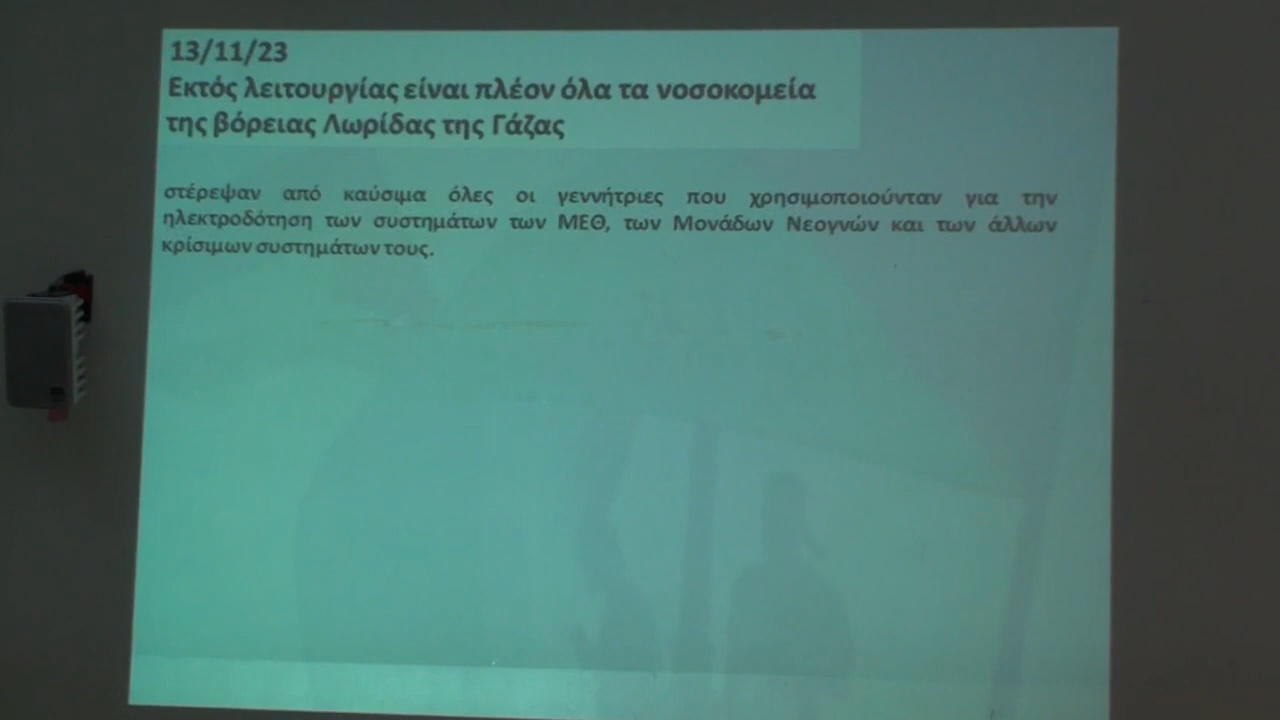 13/11/23
Εκτός λειτουργίας είναι πλέον όλα τα νοσοκομεία
της βόρειας Λωρίδας της Γάζας
στέρεψαν από καύσιμα όλες οι γεννήτριες που χρησιμοποιούνταν για την
ηλεκτροδότηση των συστημάτων των ΜΕΘ, των Μονάδων Νεογνών και των άλλων
κρίσιμων συστημάτων τους.